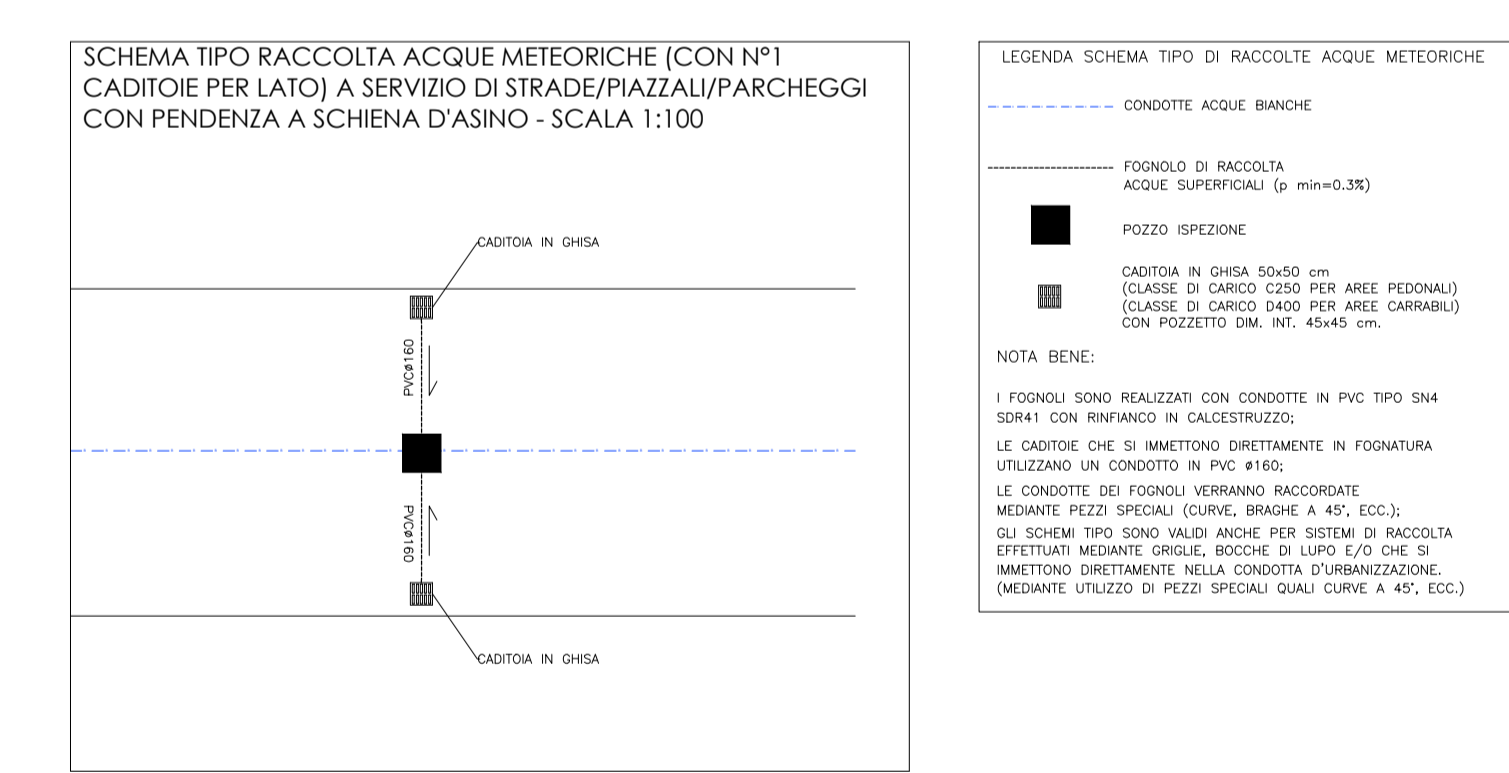 SCHEMA TIPO RACCOLTA ACQUE METEORICHE (CON N°1
CADITOIE PER LATO) A SERVIZIO DI STRADE/PIAZZALI/PARCHEGGI
CON PENDENZA A SCHIENA D'ASINO - SCALA 1:100
CADITOIA IN GHISA
PVCø160
PVCø160
CADITOIA IN GHISA
LEGENDA SCHEMA TIPO DI RACCOLTE ACQUE METEORICHE
CONDOTTE ACQUE BIANCHE
FOGNOLO DI RACCOLTA
ACQUE SUPERFICIALI (p min=0.3%)
POZZO ISPEZIONE
CADITOIA IN GHISA 50x50 cm
(CLASSE DI CARICO C250 PER AREE PEDONALI)
(CLASSE DI CARICO D400 PER AREE CARRABILI)
CON POZZETTO DIM. INT. 45x45 cm.
NOTA BENE:
I FOGNOLI SONO REALIZZATI CON CONDOTTE IN PVC TIPO SN4
SDR41 CON RINFIANCO IN CALCESTRUZZO;
LE CADITOIE CHE SI IMMETTONO DIRETTAMENTE IN FOGNATURA
UTILIZZANO UN CONDOTTO IN PVC ø160;
LE CONDOTTE DEI FOGNOLI VERRANNO RACCORDATE
MEDIANTE PEZZI SPECIALI (CURVE, BRAGHE A 45°, ECC.);
GLI SCHEMI TIPO SONO VALIDI ANCHE PER SISTEMI DI RACCOLTA
EFFETTUATI MEDIANTE GRIGLIE, BOCCHE DI LUPO E/O CHE SI
IMMETTONO DIRETTAMENTE NELLA CONDOTTA D'URBANIZZAZIONE.
(MEDIANTE UTILIZZO DI PEZZI SPECIALI QUALI CURVE A 45°, ECC.)